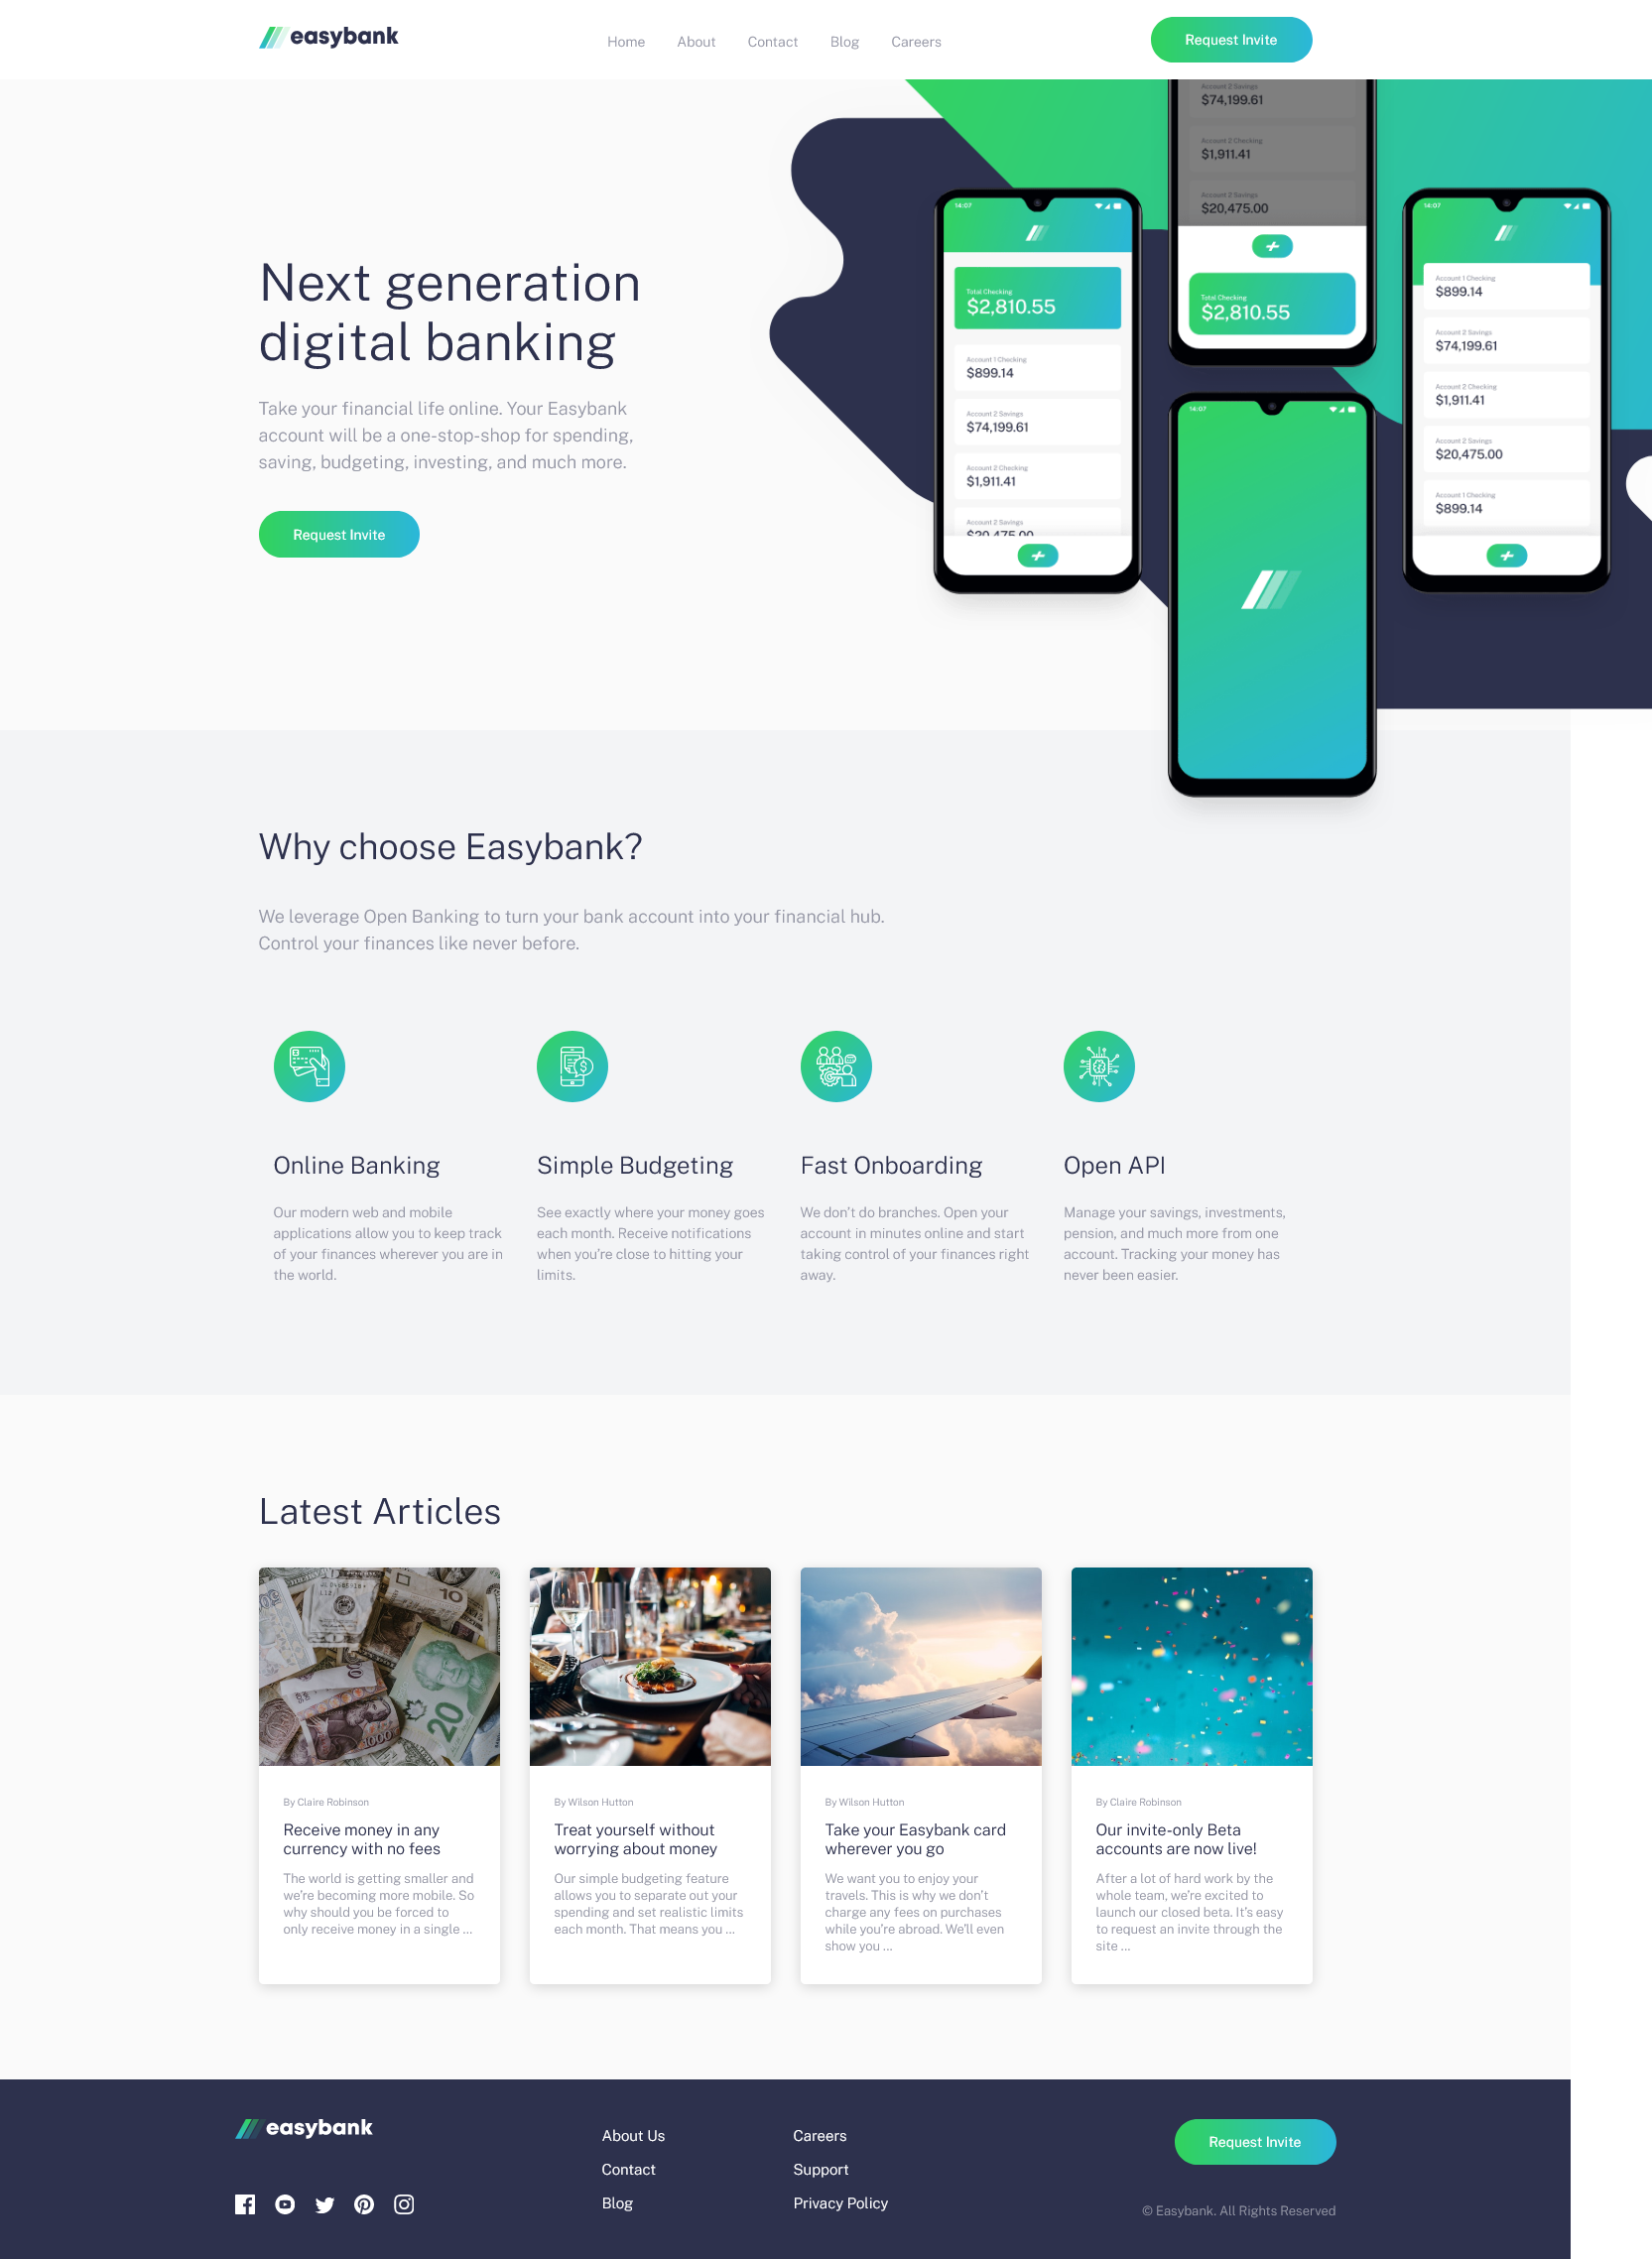 easybank
Home
About
Contact
Blog
Careers
Request Invite
Next generation
digital banking
Take your financial life online. Your Easybank
account will be a one-stop-shop for spending,
saving, budgeting, investing, and much more.
Request Invite
14:07
Total Checking
$2,810.55
Account 1 Checking
$899.14
Account 2 Savings
$74,199.61
Account 2 Checking
$1,911.41
Account 2 Savings
$20,475.00
Account 2 Savings
$74,199.61
Account 2 Checking
$1,911.41
Account 2 Savings
$20,475.00
Total Checking
$2,810.55
14:07
14:07
Account 1 Checking
$899.14
Account 2 Savings
$74,199.61
Account 2 Checking
$1,911.41
Account 2 Savings
$20,475.00
Account 1 Checking
$899.14
Why choose Easybank?
We leverage Open Banking to turn your bank account into your financial hub.
Control your finances like never before.
Online Banking
Our modern web and mobile
applications allow you to keep track
of your finances wherever you are in
the world.
Simple Budgeting
See exactly where your money goes
each month. Receive notifications
when you're close to hitting your
limits.
Fast Onboarding
We don't do branches. Open your
account in minutes online and start
taking control of your finances right
away.
Open API
Manage your savings, investments,
pension, and much more from one
account. Tracking your money has
never been easier.
Latest Articles
10
20
1000
By Claire Robinson
Receive money in any
currency with no fees
The world is getting smaller and
we're becoming more mobile. So
why should you be forced to
only receive money in a single ...
By Wilson Hutton
Treat yourself without
worrying about money
Our simple budgeting feature
allows you to separate out your
spending and set realistic limits
each month. That means you ...
By Wilson Hutton
Take your Easybank card
wherever you go
We want you to enjoy your
travels. This is why we don't
charge any fees on purchases
while you're abroad. We'll even
show you ...
By Claire Robinson
Our invite-only Beta
accounts are now live!
After a lot of hard work by the
whole team, we're excited to
launch our closed beta. It's easy
to request an invite through the
site ...
easybank
About Us
Contact
Blog
Careers
Support
Privacy Policy
Request Invite
© Easybank. All Rights Reserved